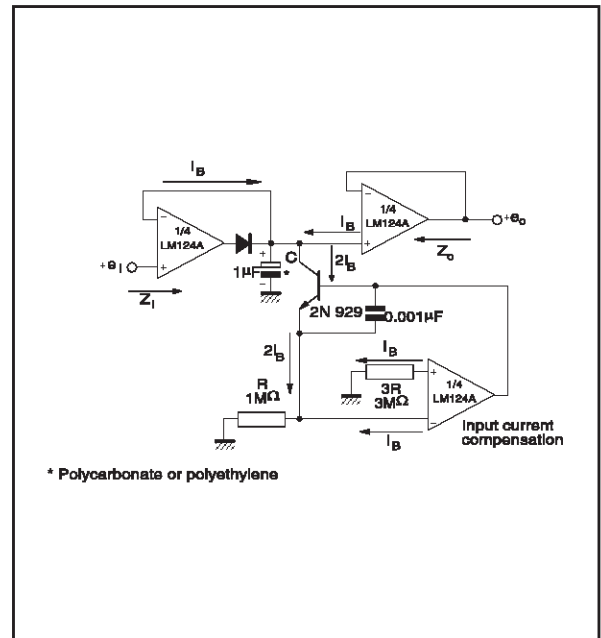 I_B
1/4
LM124A
+e_I
Z_I
1μF
+
-
*
C
I_B
1/4
LM124A
+e_o
Z_o
2I_B
2N 929
0.001μF
2I_B
R
1MΩ
I_B
3R
3MΩ
1/4
LM124A
I_B
Input current
compensation
* Polycarbonate or polyethylene